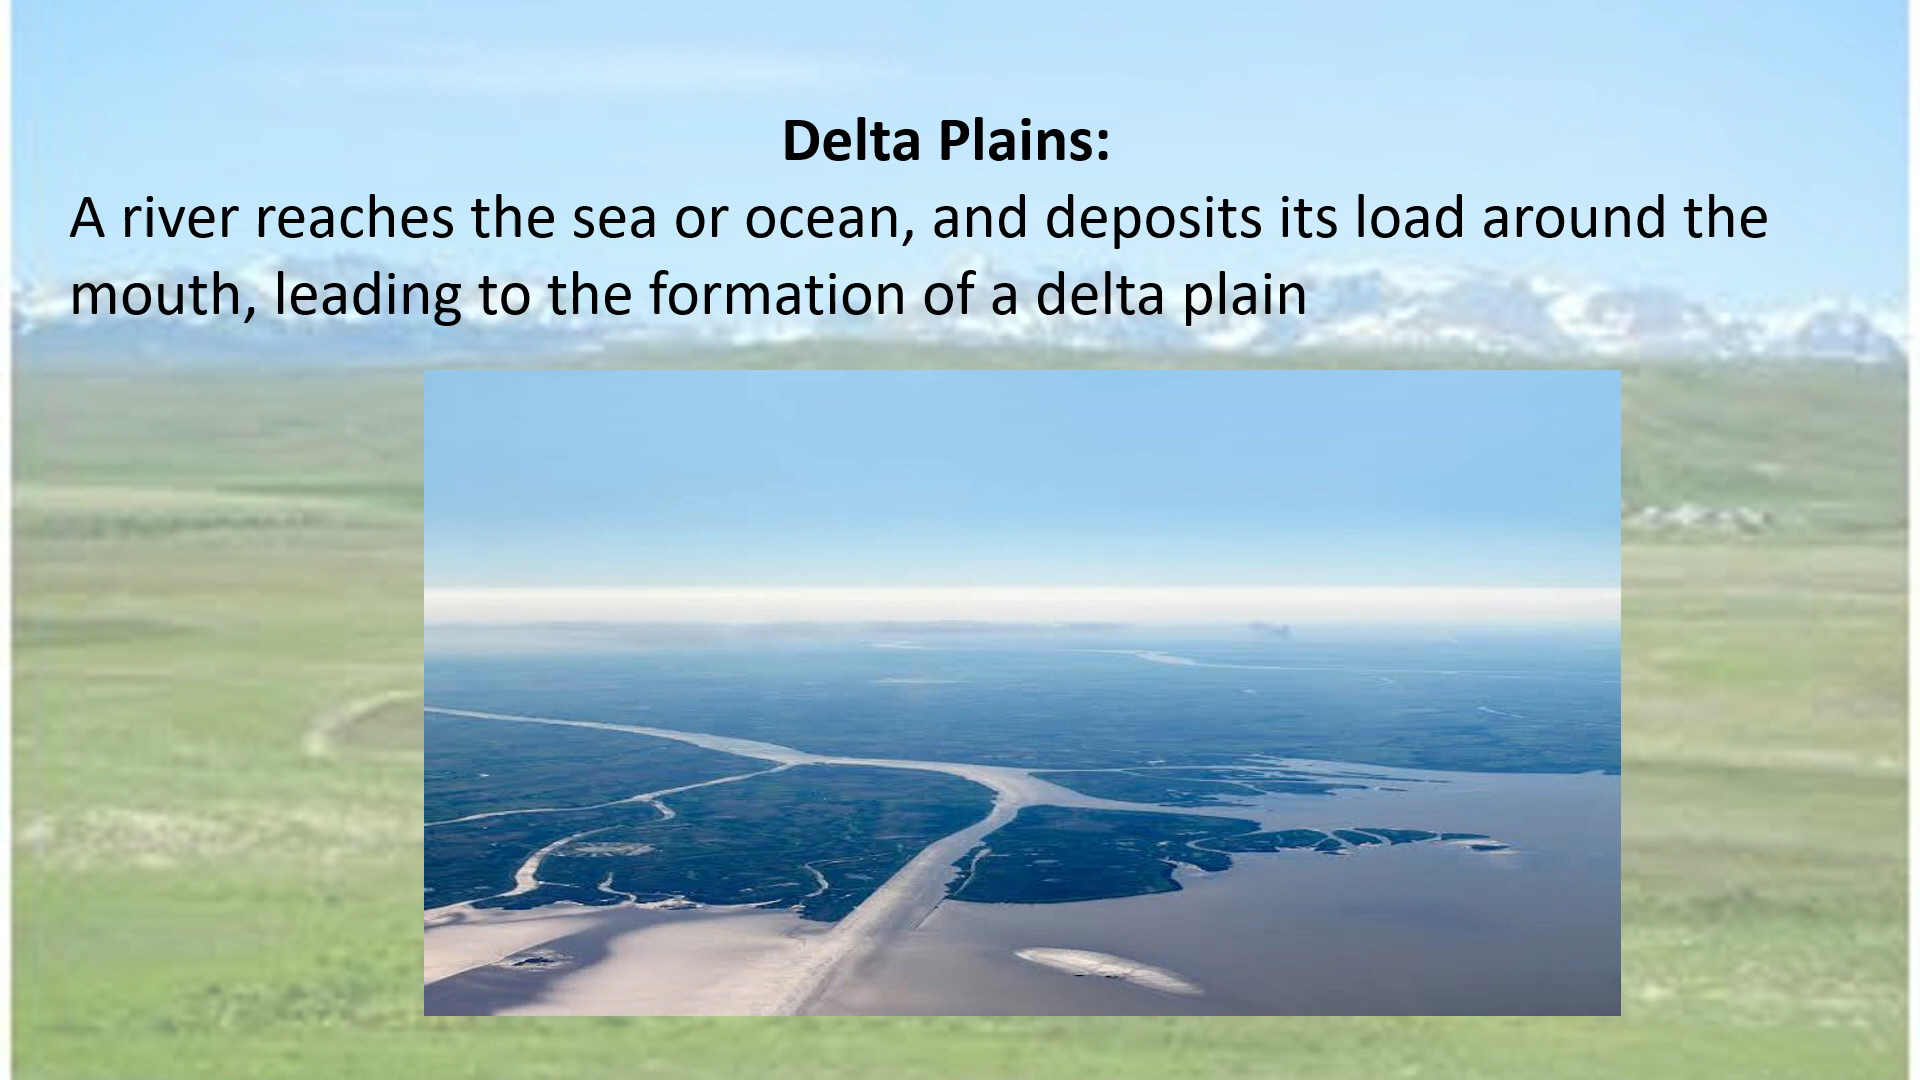 Delta Plains:
A river reaches the sea or ocean, and deposits its load around the
mouth, leading to the formation of a delta plain